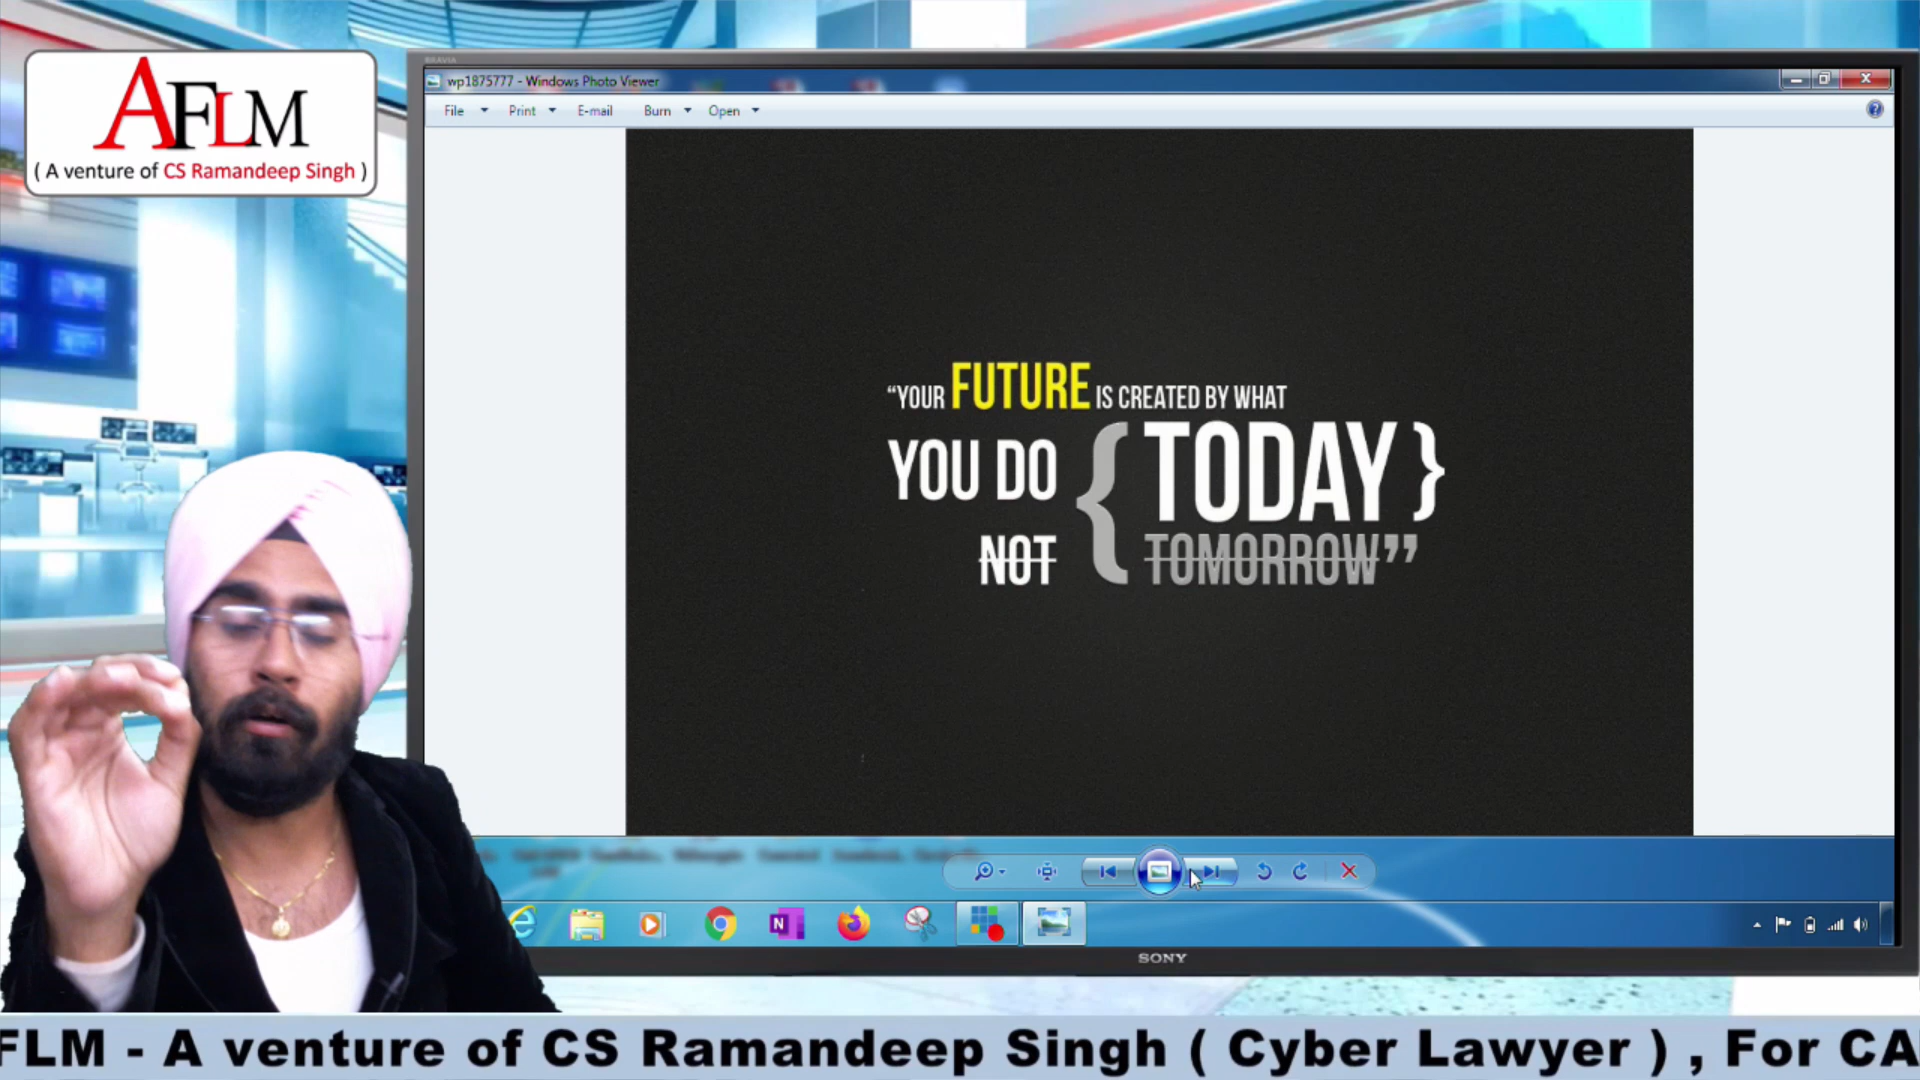 AFLM
( A venture of CS Ramandeep Singh )
BRAVIA
wp1875777 - Windows Photo Viewer
File Print E-mail Burn Open
“YOUR FUTURE IS CREATED BY WHAT
YOU DO { TODAY }
NOT TOMORROW”
SONY
FLM - A venture of CS Ramandeep Singh ( Cyber Lawyer ) , For CA